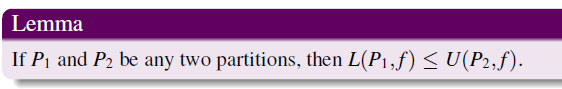 Lemma
If P₁ and P₂ be any two partitions, then L(P₁,f) ≤ U(P₂,f).